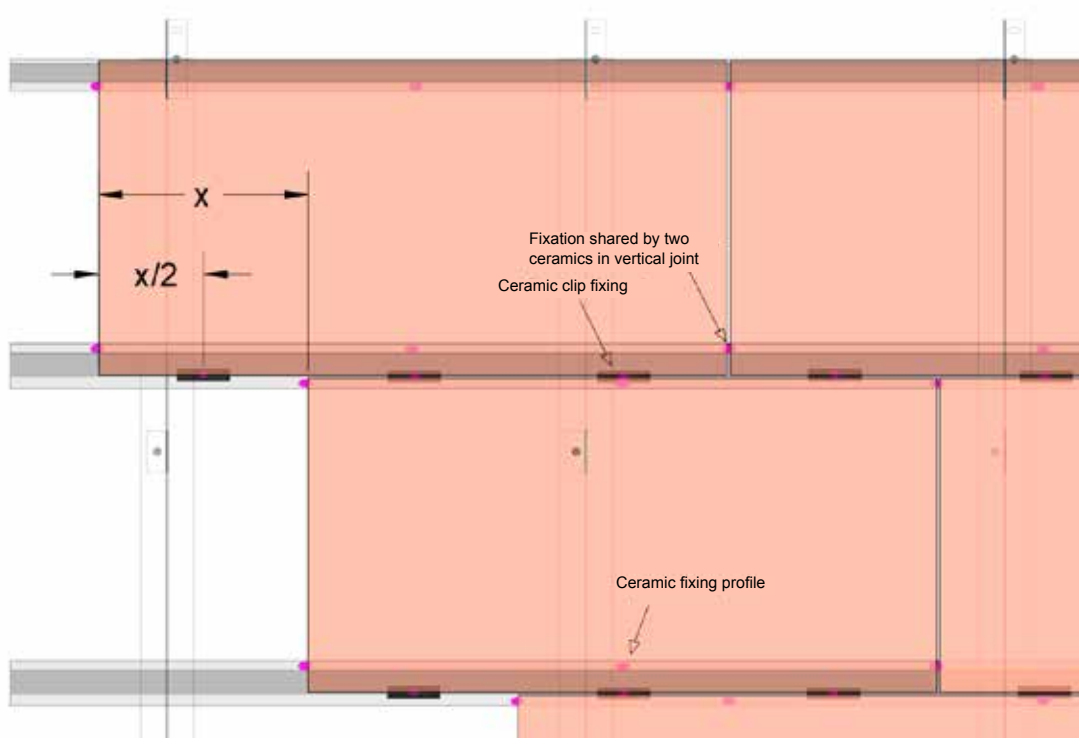 x
x/2
Fixation shared by two
ceramics in vertical joint
Ceramic clip fixing
Ceramic fixing profile